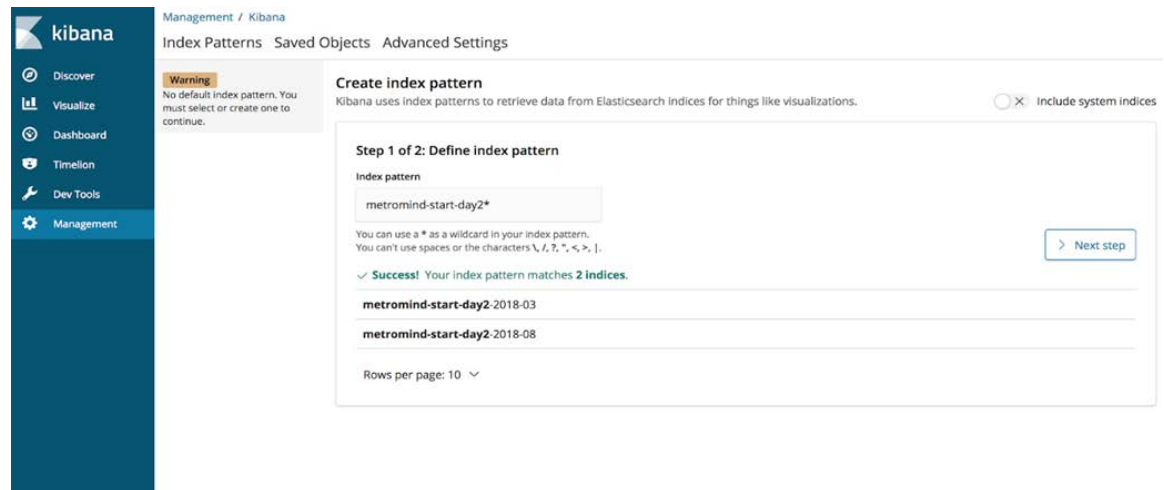 kibana
Discover
Visualize
Dashboard
Timelion
Dev Tools
Management
Management / Kibana
Index Patterns Saved Objects Advanced Settings
Warning
No default index pattern. You
must select or create one to
continue.
Create index pattern
Kibana uses index patterns to retrieve data from Elasticsearch indices for things like visualizations.
Include system indices
Step 1 of 2: Define index pattern
Index pattern
metromind-start-day2*
You can use a * as a wildcard in your index pattern.
You can't use spaces or the characters \, /, ?, ", <, >, |.
Next step
Success! Your index pattern matches 2 indices.
metromind-start-day2-2018-03
metromind-start-day2-2018-08
Rows per page: 10